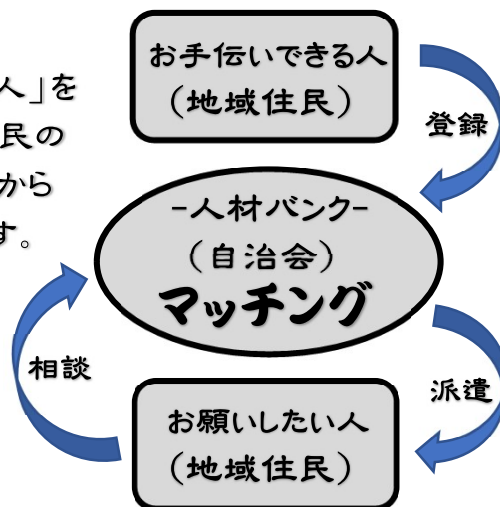 人」を
民の
から
す。
お手伝いできる人
（地域住民）
登録
-人材バンク-
（自治会）
マッチング
相談
派遣
お願いしたい人
（地域住民）